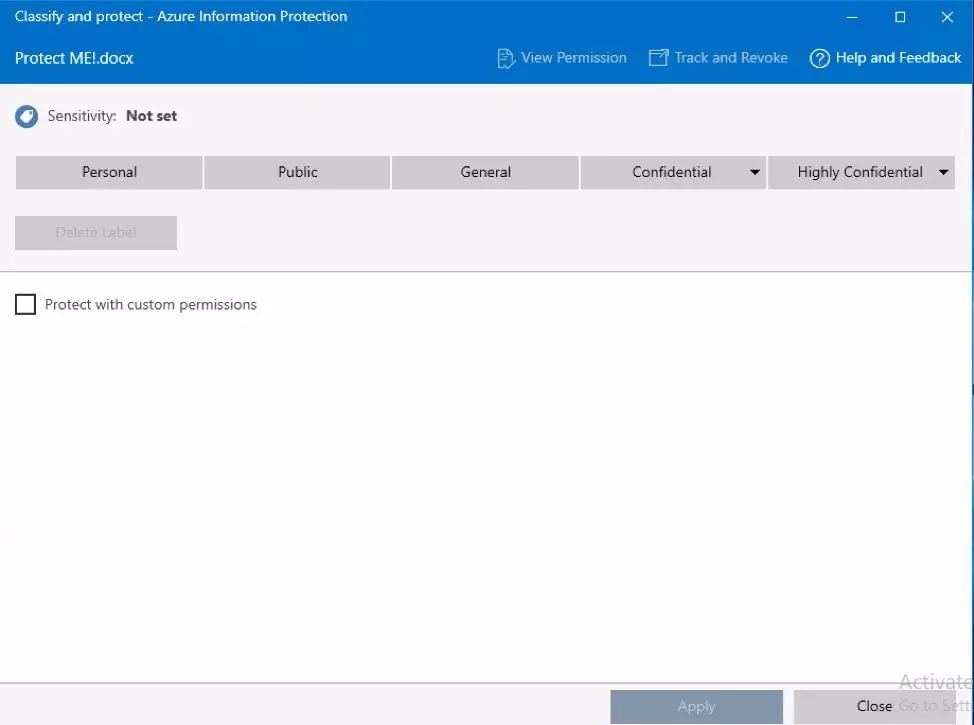 Classify and protect - Azure Information Protection
Protect ME!.docx
View Permission
Track and Revoke
Help and Feedback
Sensitivity: Not set
Personal
Public
General
Confidential
Highly Confidential
Delete Label
Protect with custom permissions
Activate
Apply
Close
Go to Sett